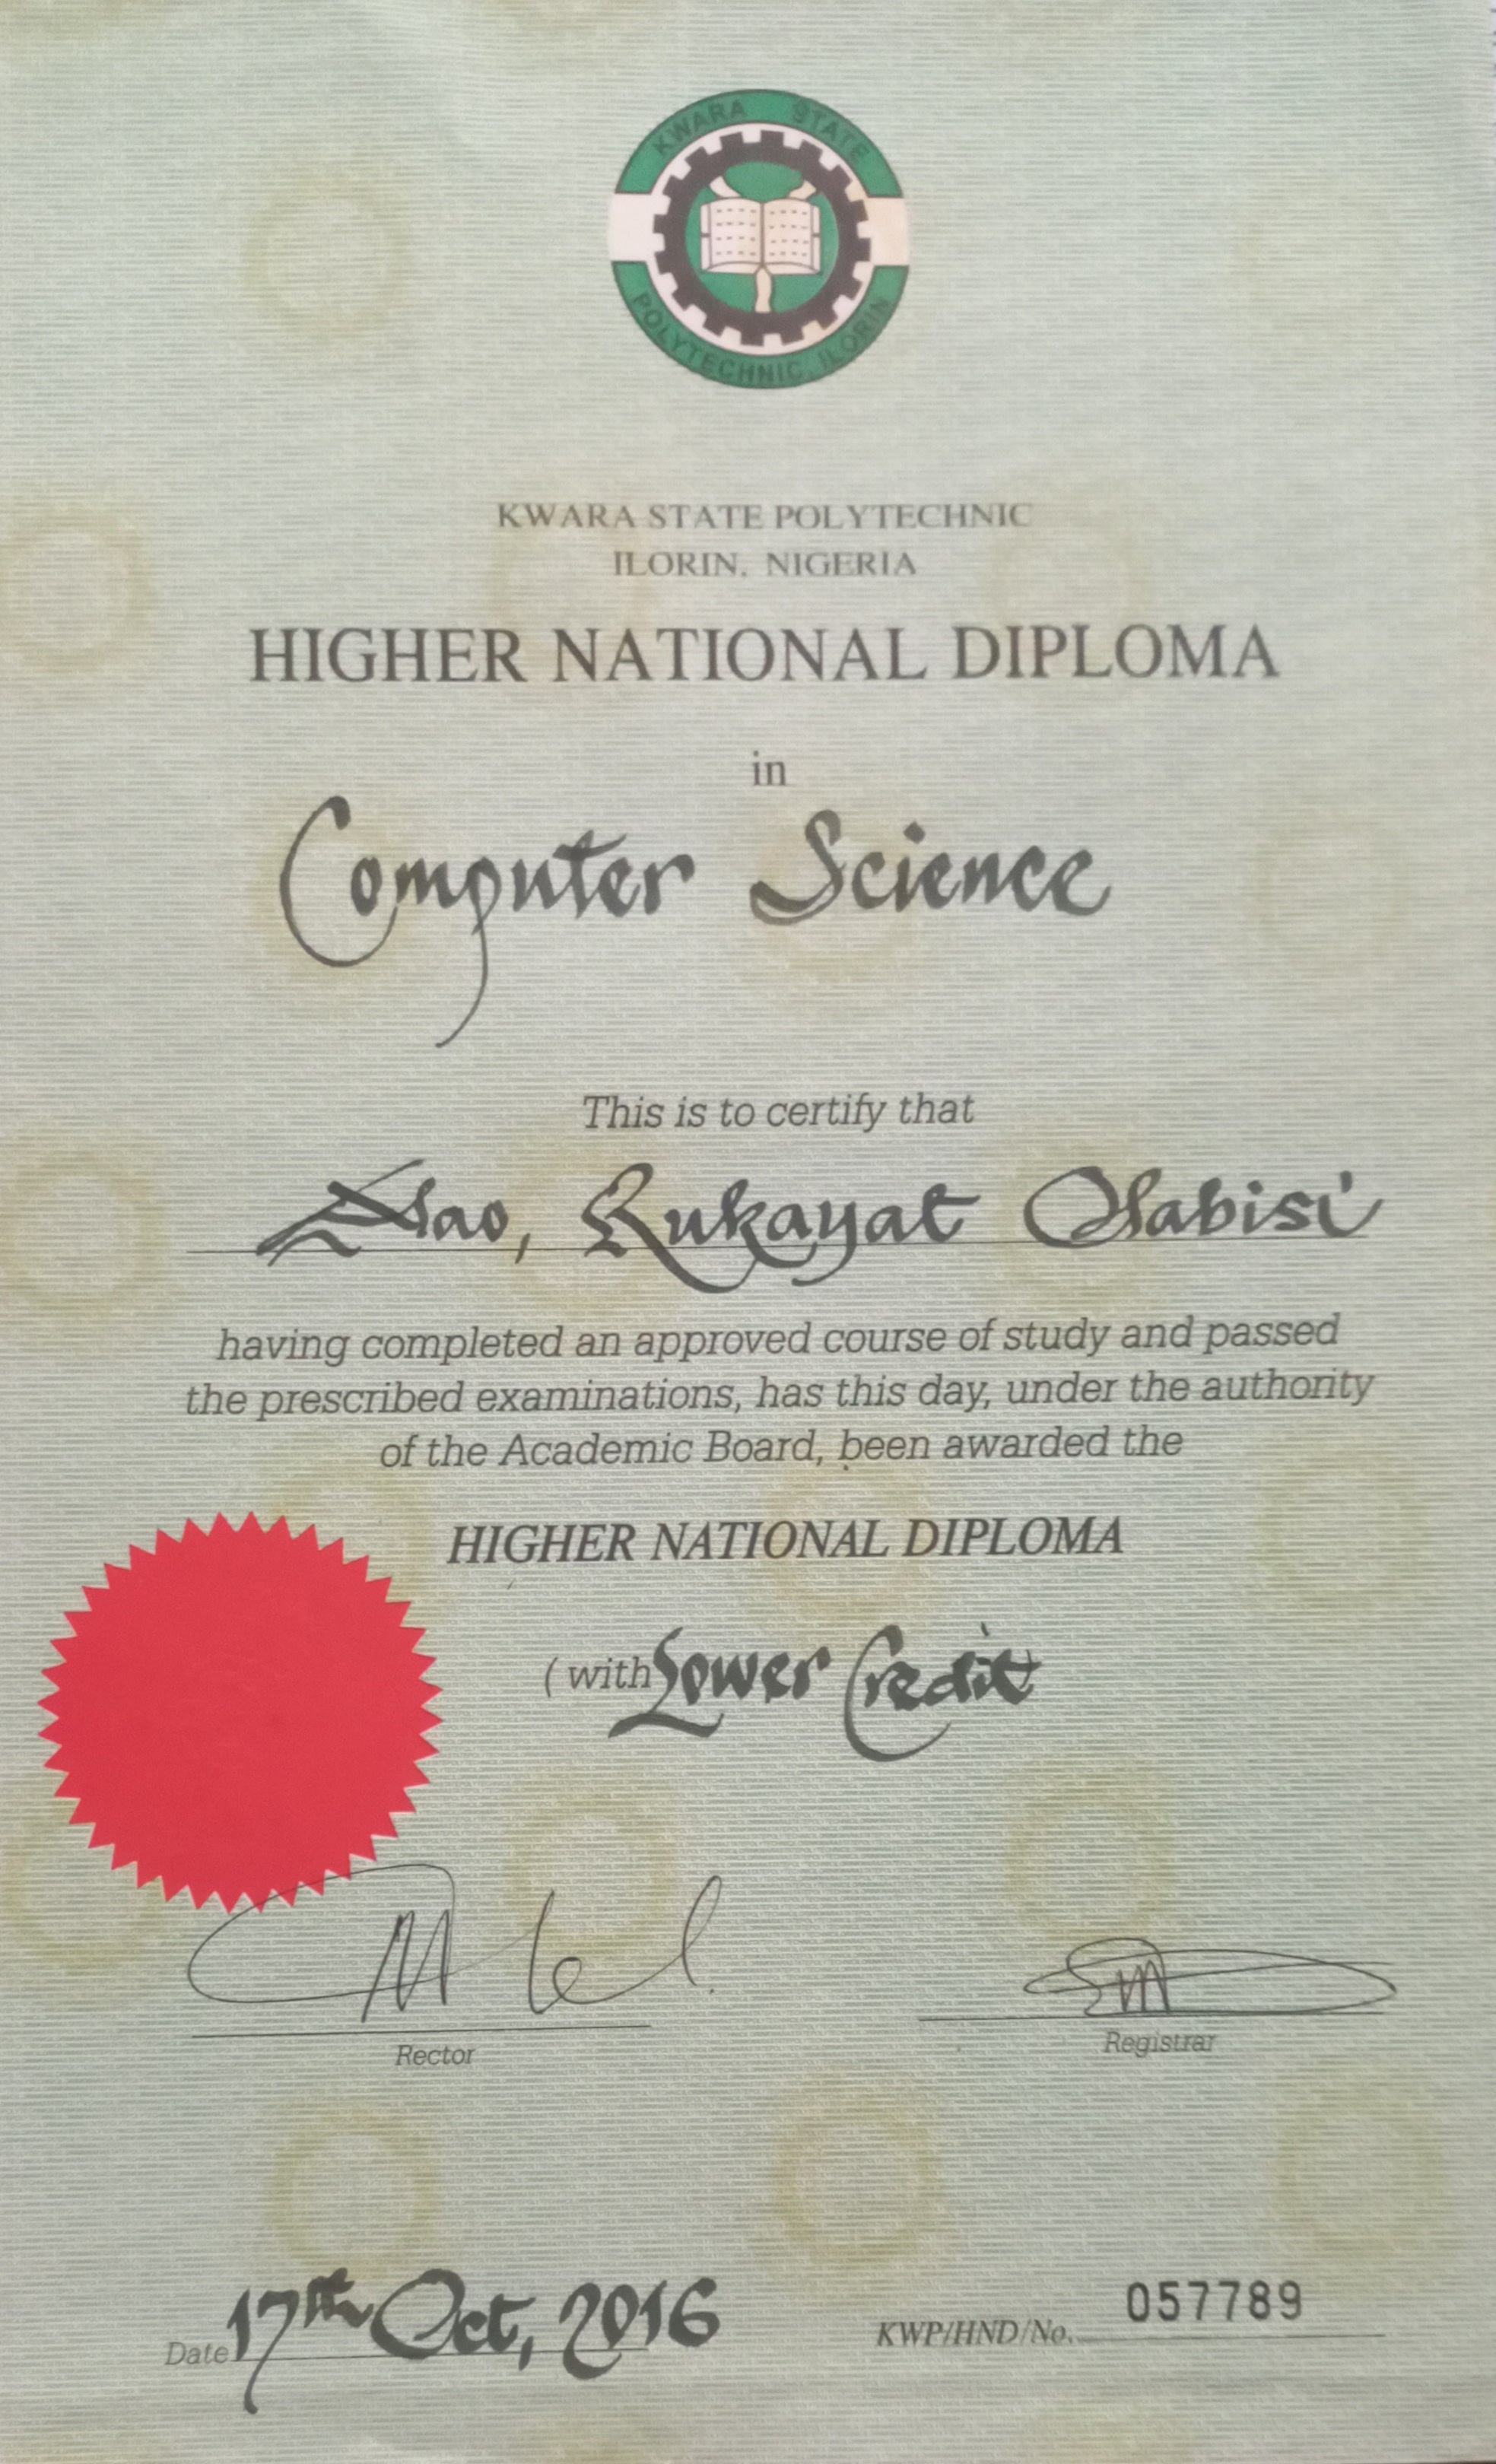 KWARA STATE
POLYTECHNIC, ILORIN
KWARA STATE POLYTECHNIC
ILORIN, NIGERIA
HIGHER NATIONAL DIPLOMA
in
Computer Science
This is to certify that
Alao, Rukayat Olabisi
having completed an approved course of study and passed
the prescribed examinations, has this day, under the authority
of the Academic Board, been awarded the
HIGHER NATIONAL DIPLOMA
( with Lower Credit
Rector
Registrar
Date 17th Oct, 2016
KWP/HND/No. 057789